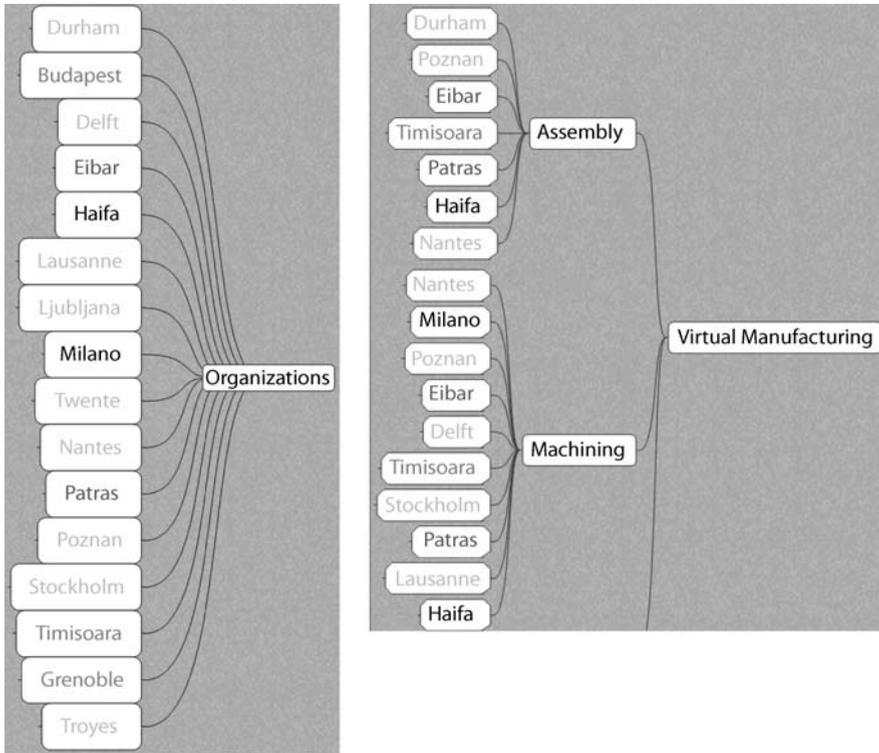 Durham
Budapest
Delft
Eibar
Haifa
Lausanne
Ljubljana
Milano
Twente
Nantes
Patras
Poznan
Stockholm
Timisoara
Grenoble
Troyes
Organizations
Durham
Poznan
Eibar
Timisoara
Patras
Haifa
Nantes
Assembly
Nantes
Milano
Poznan
Eibar
Delft
Timisoara
Stockholm
Patras
Lausanne
Haifa
Machining
Virtual Manufacturing